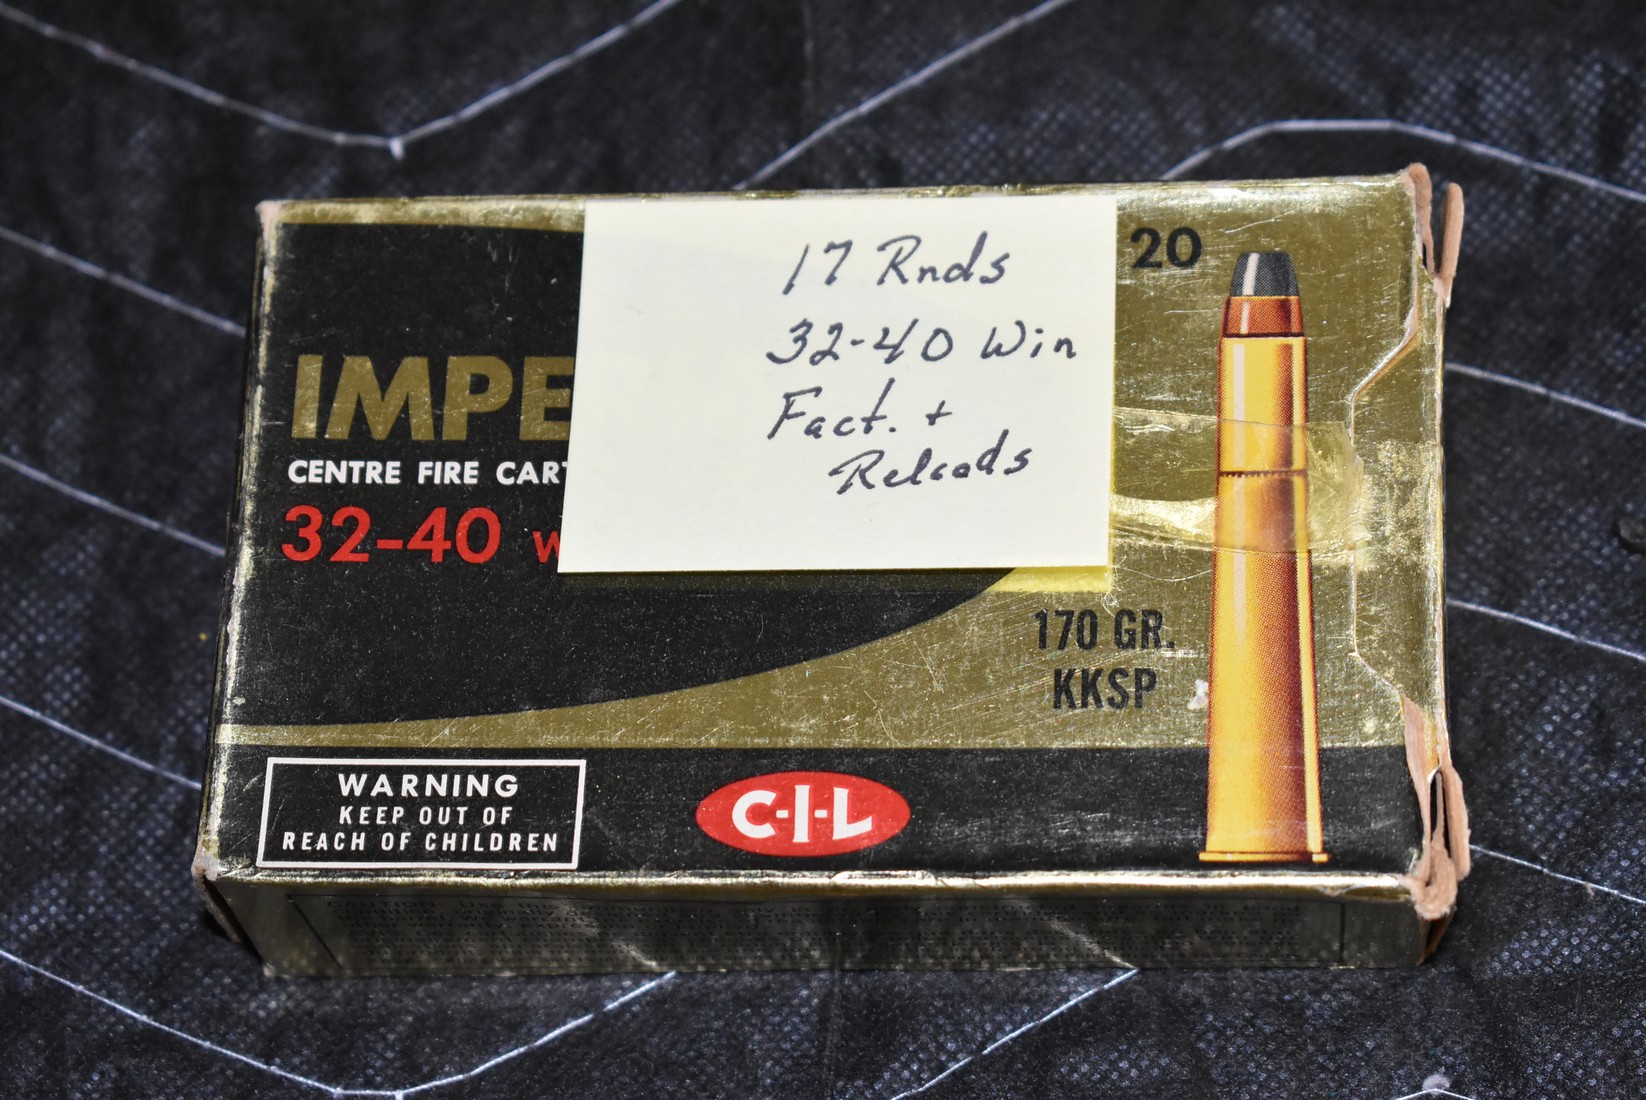 17 Rnds
32-40 Win
Fact. +
Reloads
20
IMPE
CENTRE FIRE CART
32-40 W
170 GR.
KKSP
WARNING
KEEP OUT OF
REACH OF CHILDREN
C-I-L